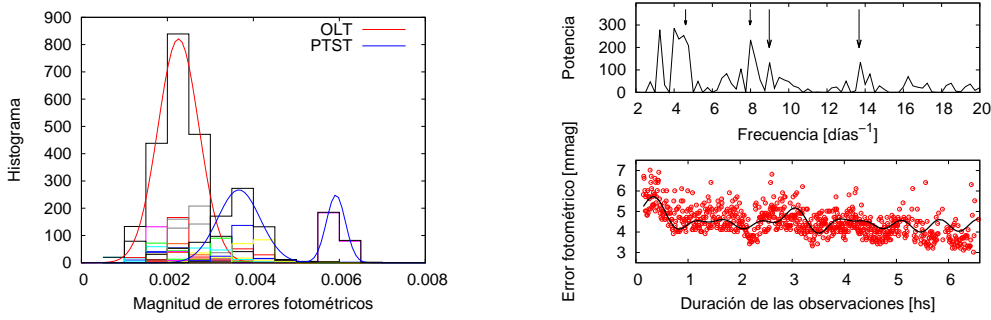 900
800
700
600
500
400
300
200
100
0
Histograma
OLT
PTST
0.000 0.002 0.004 0.006 0.008
Magnitud de errores fotométricos
Potencia
300
200
100
0
2 4 6 8 10 12 14 16 18 20
Frecuencia [días⁻¹]
Error fotométrico [mmag]
7
6
5
4
3
0 1 2 3 4 5 6
Duración de las observaciones [hs]